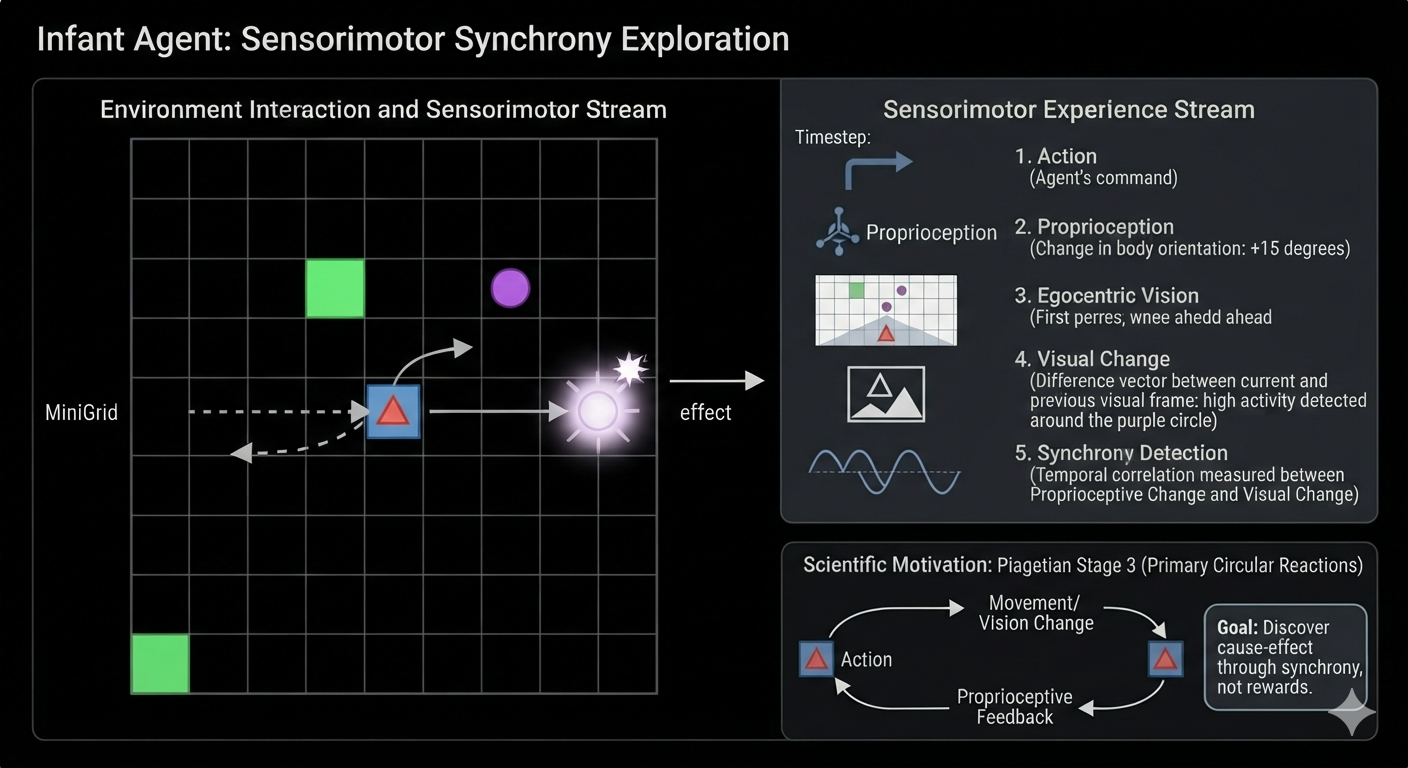 Infant Agent: Sensorimotor Synchrony Exploration
Environment Interaction and Sensorimotor Stream
MiniGrid
effect
Sensorimotor Experience Stream
Timestep:
1. Action
(Agent's command)
Proprioception
2. Proprioception
(Change in body orientation: +15 degrees)
3. Egocentric Vision
(First perres, wnee ahedd ahead
4. Visual Change
(Difference vector between current and
previous visual frame: high activity detected
around the purple circle)
5. Synchrony Detection
(Temporal correlation measured between
Proprioceptive Change and Visual Change)
Scientific Motivation: Piagetian Stage 3 (Primary Circular Reactions)
Movement/
Vision Change
Action
Proprioceptive
Feedback
Goal: Discover
cause-effect
through synchrony,
not rewards.